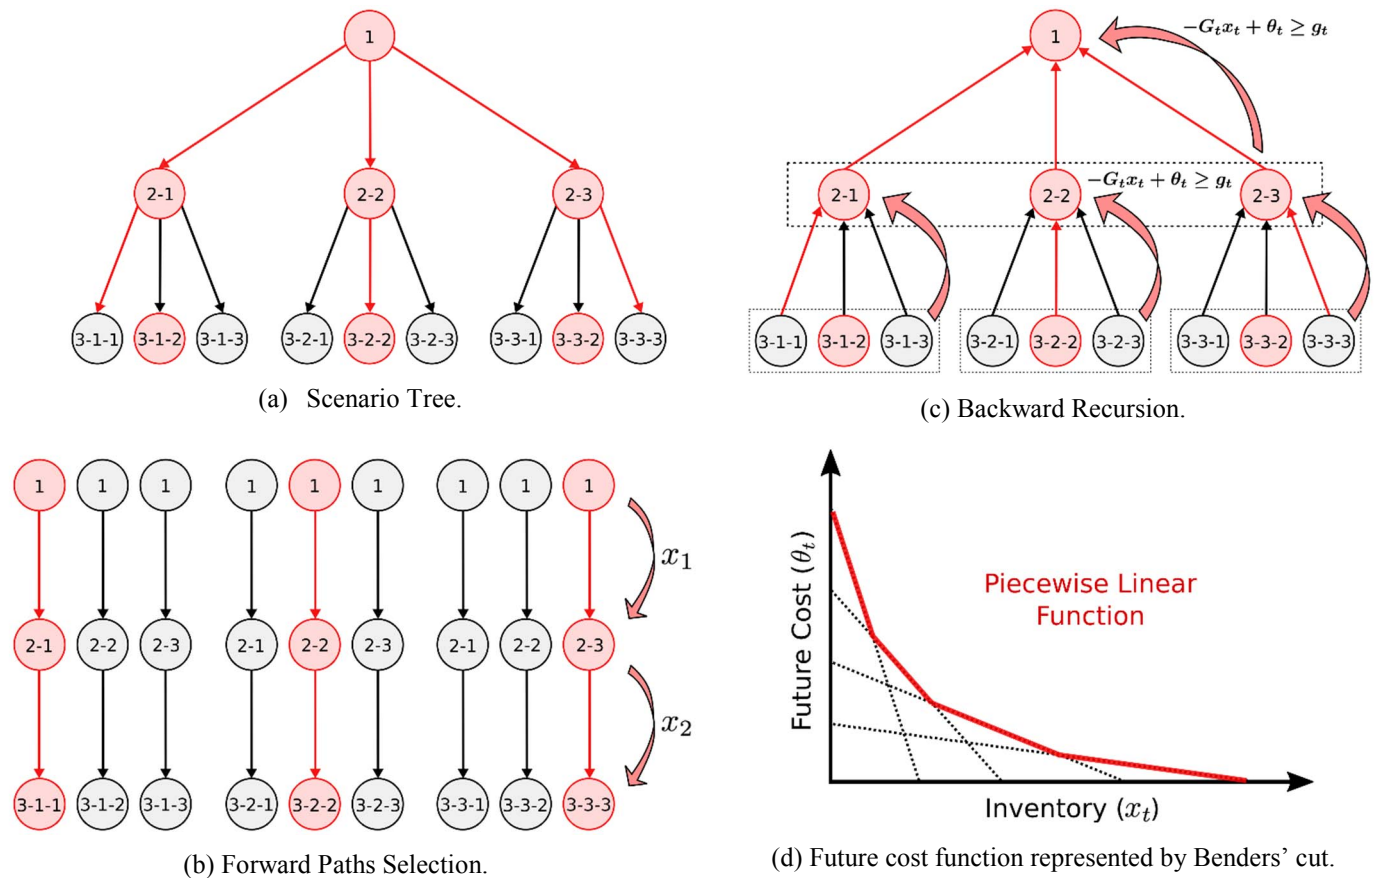 1
2-1 2-2 2-3
3-1-1 3-1-2 3-1-3 3-2-1 3-2-2 3-2-3 3-3-1 3-3-2 3-3-3
(a) Scenario Tree.
1 1 1 1 1 1 1 1 1
x₁
2-1 2-2 2-3 2-1 2-2 2-3 2-1 2-2 2-3
x₂
3-1-1 3-1-2 3-1-3 3-2-1 3-2-2 3-2-3 3-3-1 3-3-2 3-3-3
(b) Forward Paths Selection.
−Gₜxₜ + θₜ ≥ gₜ
1
−Gₜxₜ + θₜ ≥ gₜ
2-1 2-2 2-3
3-1-1 3-1-2 3-1-3 3-2-1 3-2-2 3-2-3 3-3-1 3-3-2 3-3-3
(c) Backward Recursion.
Future Cost (θₜ)
Piecewise Linear
Function
Inventory (xₜ)
(d) Future cost function represented by Benders’ cut.